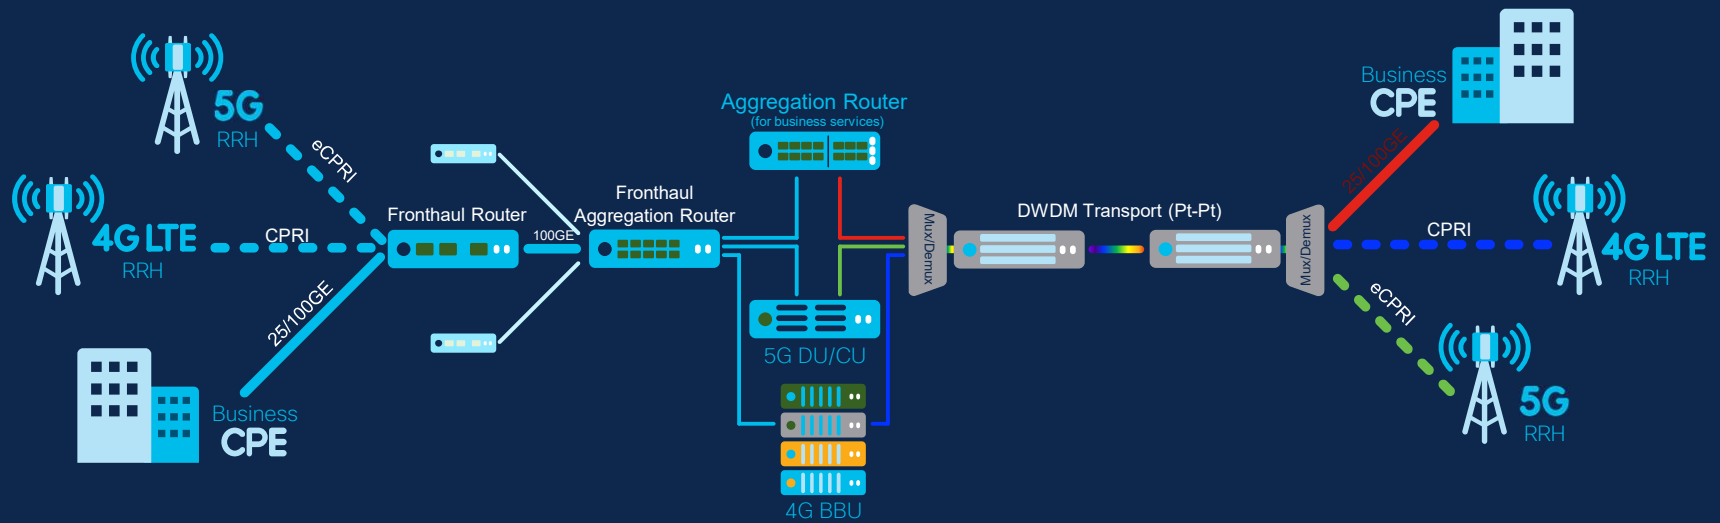 5G
RRH
eCPRI
4G LTE
RRH
CPRI
25/100GE
Business
CPE
Fronthaul Router
100GE
Fronthaul
Aggregation Router
Aggregation Router
(for business services)
5G DU/CU
4G BBU
Mux/Demux
DWDM Transport (Pt-Pt)
Mux/Demux
Business
CPE
25/100GE
CPRI
4G LTE
RRH
eCPRI
5G
RRH